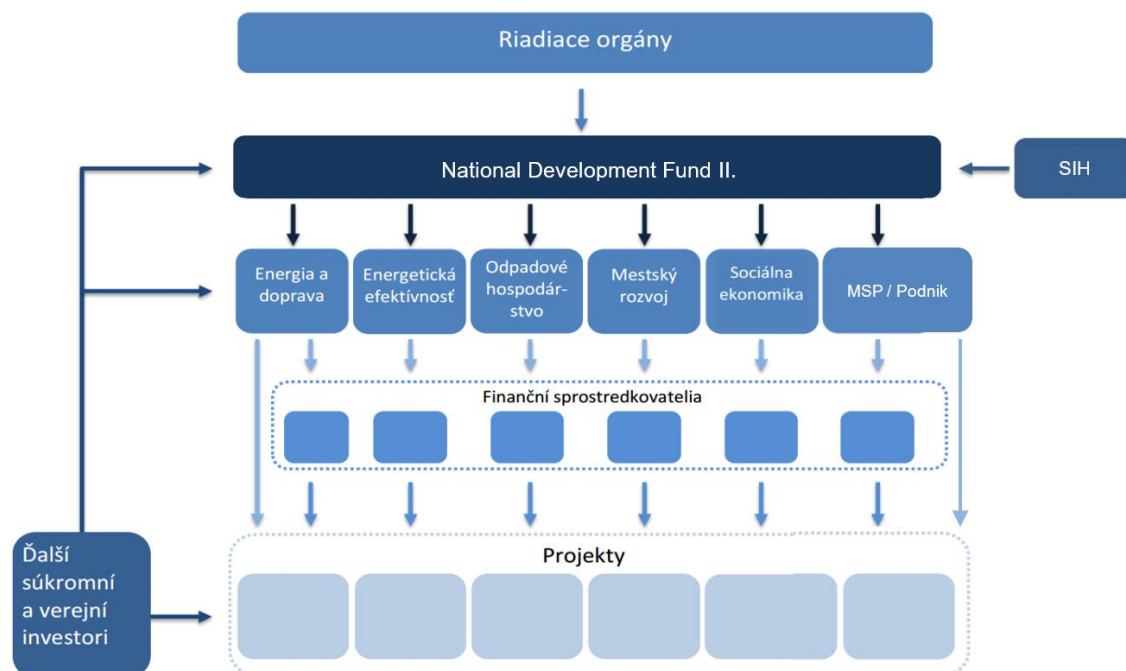 Riadiace orgány
National Development Fund II.
SIH
Energia a
doprava
Energetická
efektívnosť
Odpadové
hospodár-
stvo
Mestský
rozvoj
Sociálna
ekonomika
MSP / Podnik
Finanční sprostredkovatelia
Projekty
Ďalší
súkromní
a verejní
investori